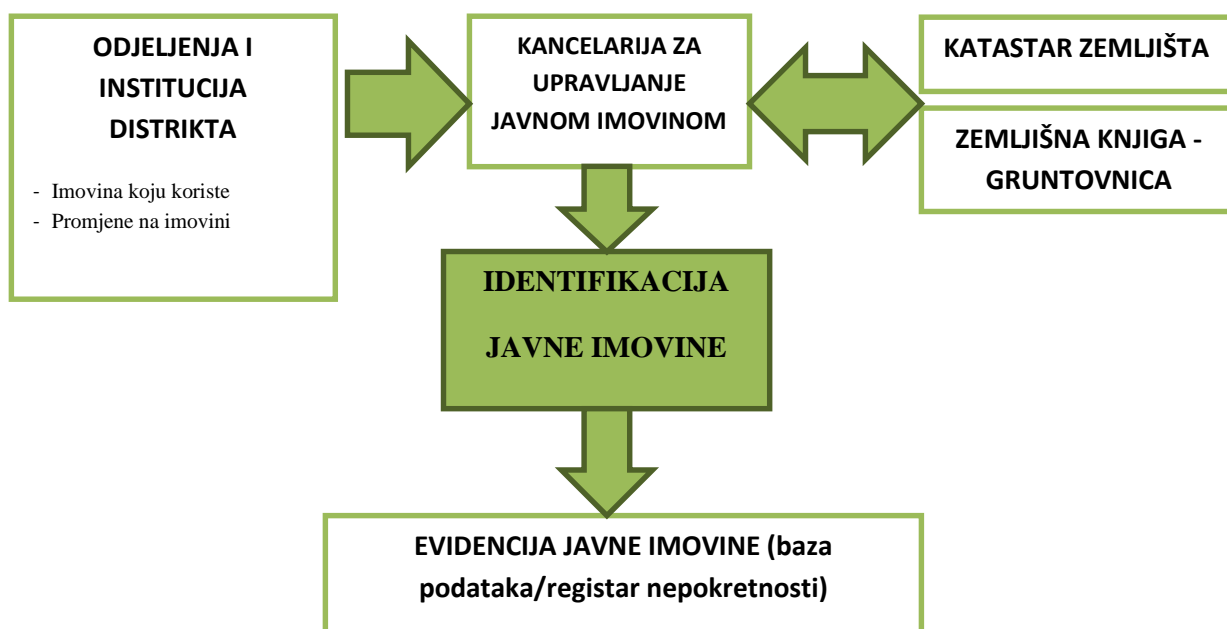 ODJELJENJA I
INSTITUCIJA
DISTRIKTA
- Imovina koju koriste
- Promjene na imovini
KANCELARIJA ZA
UPRAVLJANJE
JAVNOM IMOVINOM
KATASTAR ZEMLJIŠTA
ZEMLJIŠNA KNJIGA -
GRUNTOVNICA
IDENTIFIKACIJA
JAVNE IMOVINE
EVIDENCIJA JAVNE IMOVINE (baza
podataka/registar nepokretnosti)